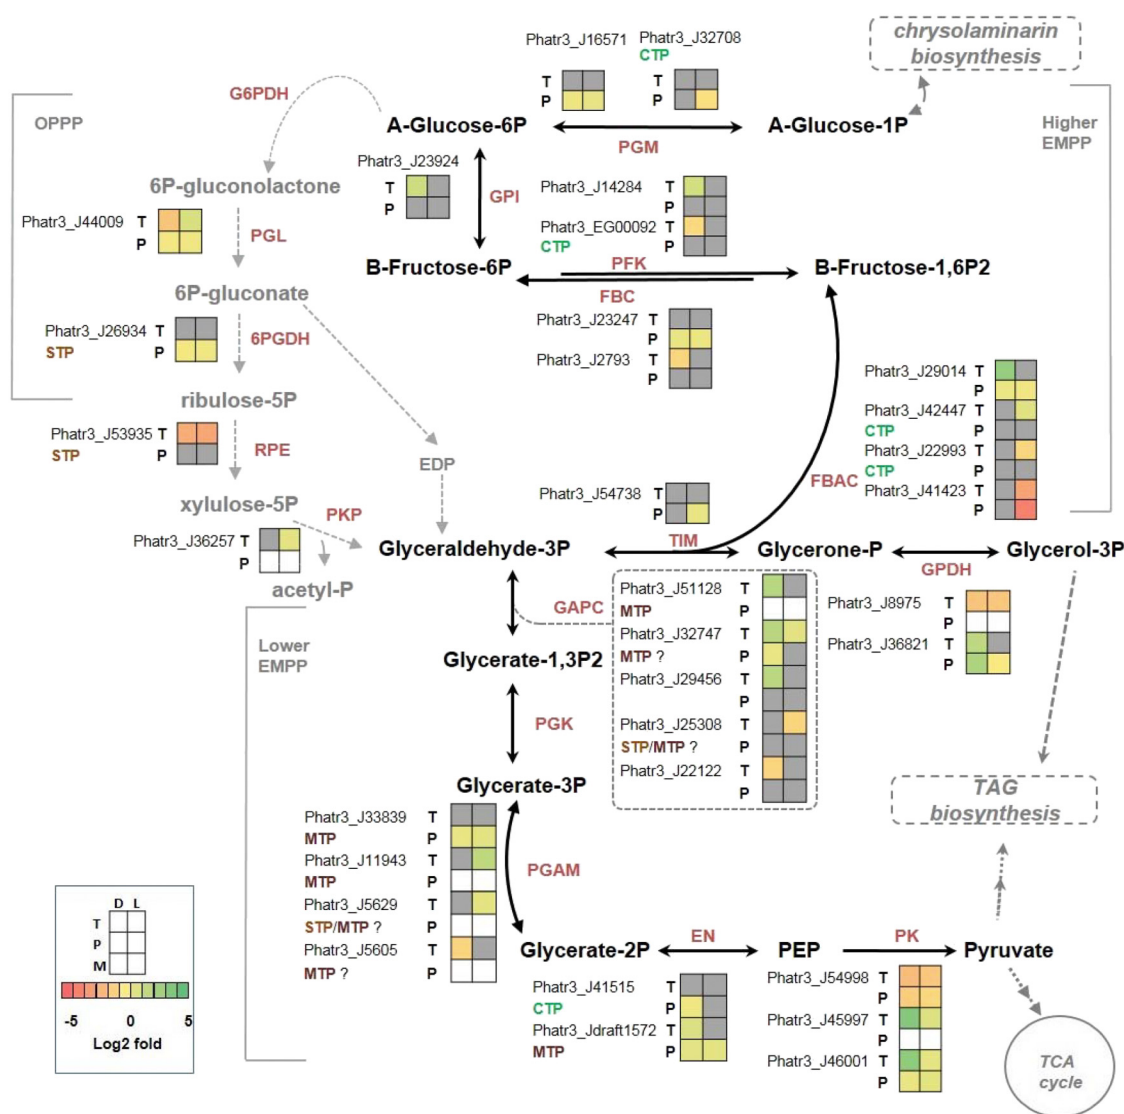 chrysolaminarin
biosynthesis
Phatr3_J16571
Phatr3_J32708
CTP
T
P
T
P
G6PDH
OPPP
A-Glucose-6P
PGM
A-Glucose-1P
Higher
EMPP
6P-gluconolactone
Phatr3_J23924
T
P
GPI
Phatr3_J14284
T
P
Phatr3_EG00092
T
CTP
P
Phatr3_J44009
T
P
PGL
B-Fructose-6P
PFK
FBC
B-Fructose-1,6P2
6P-gluconate
Phatr3_J26934
T
STP
P
6PGDH
Phatr3_J23247
T
P
Phatr3_J2793
T
P
ribulose-5P
Phatr3_J53935
T
STP
P
RPE
EDP
Phatr3_J29014
T
P
Phatr3_J42447
T
CTP
P
Phatr3_J22993
T
CTP
P
Phatr3_J41423
T
P
FBAC
xylulose-5P
PKP
Phatr3_J36257
T
P
acetyl-P
Phatr3_J54738
T
P
TIM
Glyceraldehyde-3P
Glycerone-P
Glycerol-3P
GPDH
GAPC
Phatr3_J51128
T
MTP
P
Phatr3_J32747
T
MTP ?
P
Phatr3_J29456
T
P
Phatr3_J25308
T
STP/MTP ?
P
Phatr3_J22122
T
P
Phatr3_J8975
T
P
Phatr3_J36821
T
P
Lower
EMPP
Glycerate-1,3P2
PGK
Glycerate-3P
TAG
biosynthesis
Phatr3_J33839
T
MTP
P
Phatr3_J11943
T
MTP
P
Phatr3_J5629
T
STP/MTP ?
P
Phatr3_J5605
T
MTP ?
P
PGAM
Glycerate-2P
EN
PEP
PK
Pyruvate
Phatr3_J41515
T
CTP
P
Phatr3_Jdraft1572
T
MTP
P
Phatr3_J54998
T
P
Phatr3_J45997
T
P
Phatr3_J46001
T
P
TCA
cycle
D L
T
P
M
-5 0 5
Log2 fold